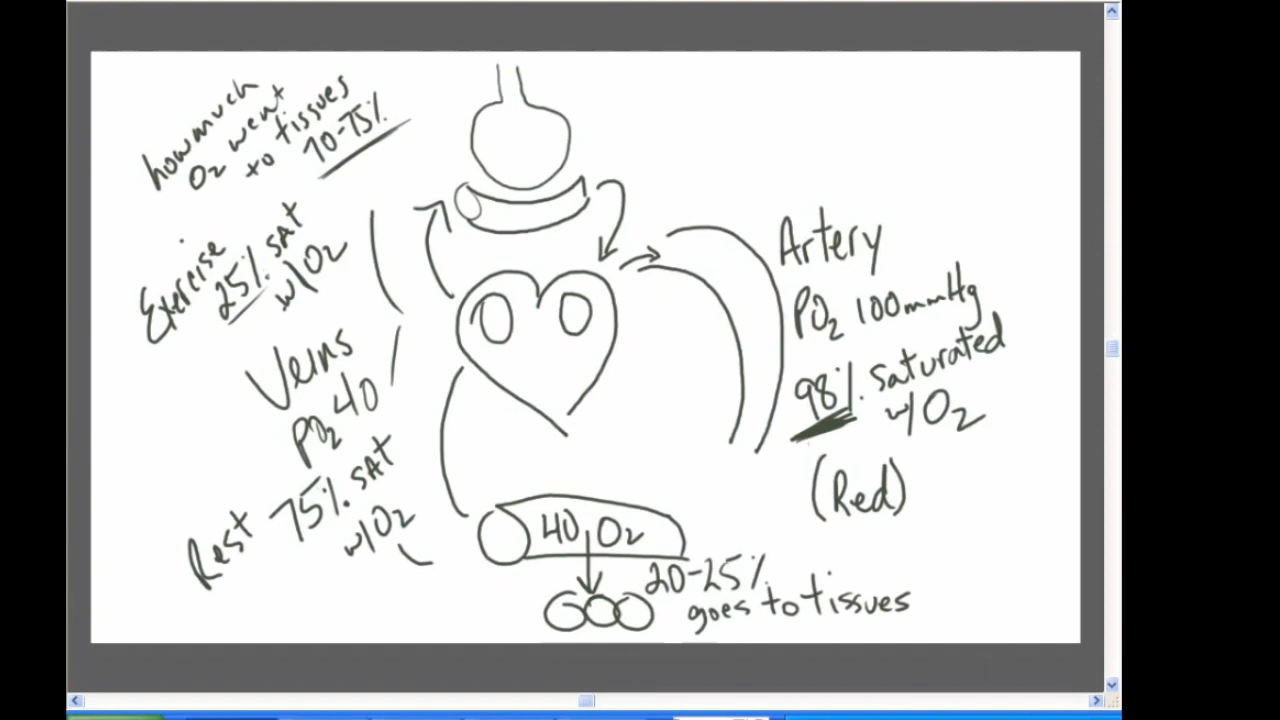 how much
O2 went
to tissues
70-75%
Exercise
25% SAT
w/O2
Veins
PO2 40
Rest 75% SAT
w/O2
Artery
PO2 100mmHg
98% saturated
w/ O2
(Red)
40 O2
20-25%
goes to tissues